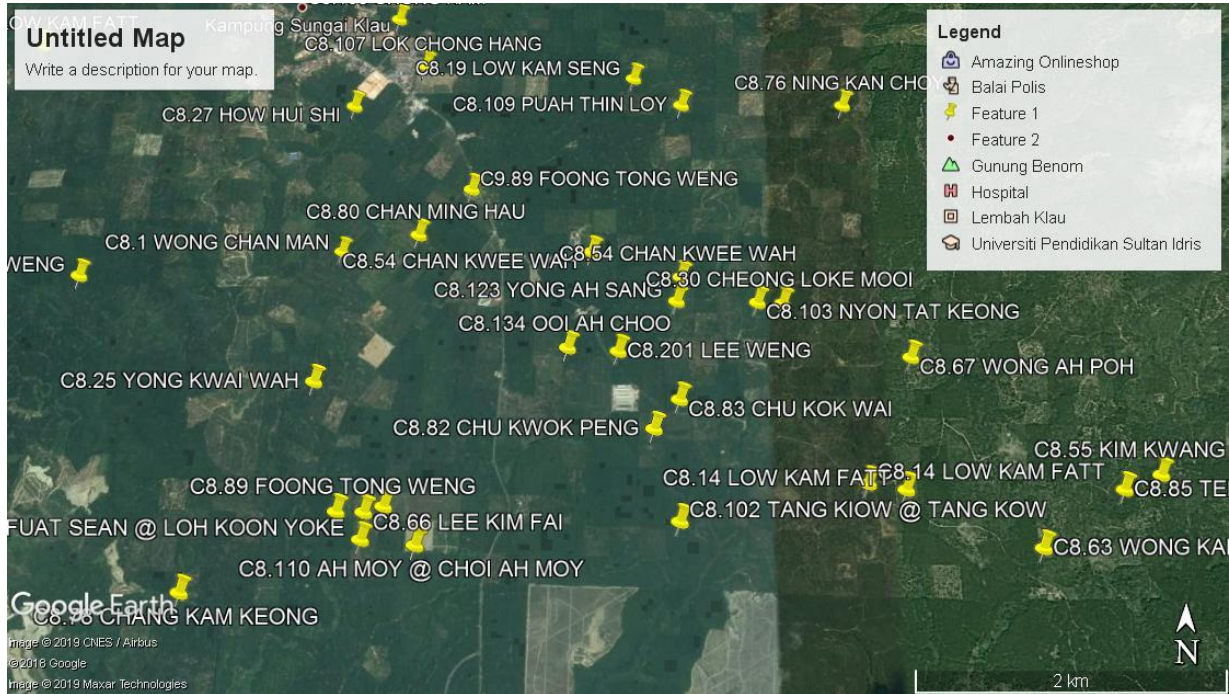 LOW KAM FATT
Kampung Sungai Klau
Untitled Map
Write a description for your map.
C8.107 LOK CHONG HANG
C8.19 LOW KAM SENG
C8.27 HOW HUI SHI
C8.109 PUAH THIN LOY
C8.76 NING KAN CHOY
Legend
Amazing Onlineshop
Balai Polis
Feature 1
Feature 2
Gunung Benom
Hospital
Lembah Klau
Universiti Pendidikan Sultan Idris
C9.89 FOONG TONG WENG
C8.80 CHAN MING HAU
C8.1 WONG CHAN MAN
C8.54 CHAN KWEE WAH
C8.54 CHAN KWEE WAH
WENG
C8.30 CHEONG LOKE MOOI
C8.123 YONG AH SANG
C8.103 NYON TAT KEONG
C8.134 OOI AH CHOO
C8.201 LEE WENG
C8.67 WONG AH POH
C8.25 YONG KWAI WAH
C8.83 CHU KOK WAI
C8.82 CHU KWOK PENG
C8.55 KIM KWANG
C8.14 LOW KAM FATT
C8.14 LOW KAM FATT
C8.85 TE
C8.89 FOONG TONG WENG
C8.102 TANG KIOW @ TANG KOW
FUAT SEAN @ LOH KOON YOKE
C8.66 LEE KIM FAI
C8.63 WONG KA
C8.110 AH MOY @ CHOI AH MOY
Google Earth
C8.78 CHANG KAM KEONG
Image © 2019 CNES / Airbus
© 2018 Google
Image © 2019 Maxar Technologies
N
2 km